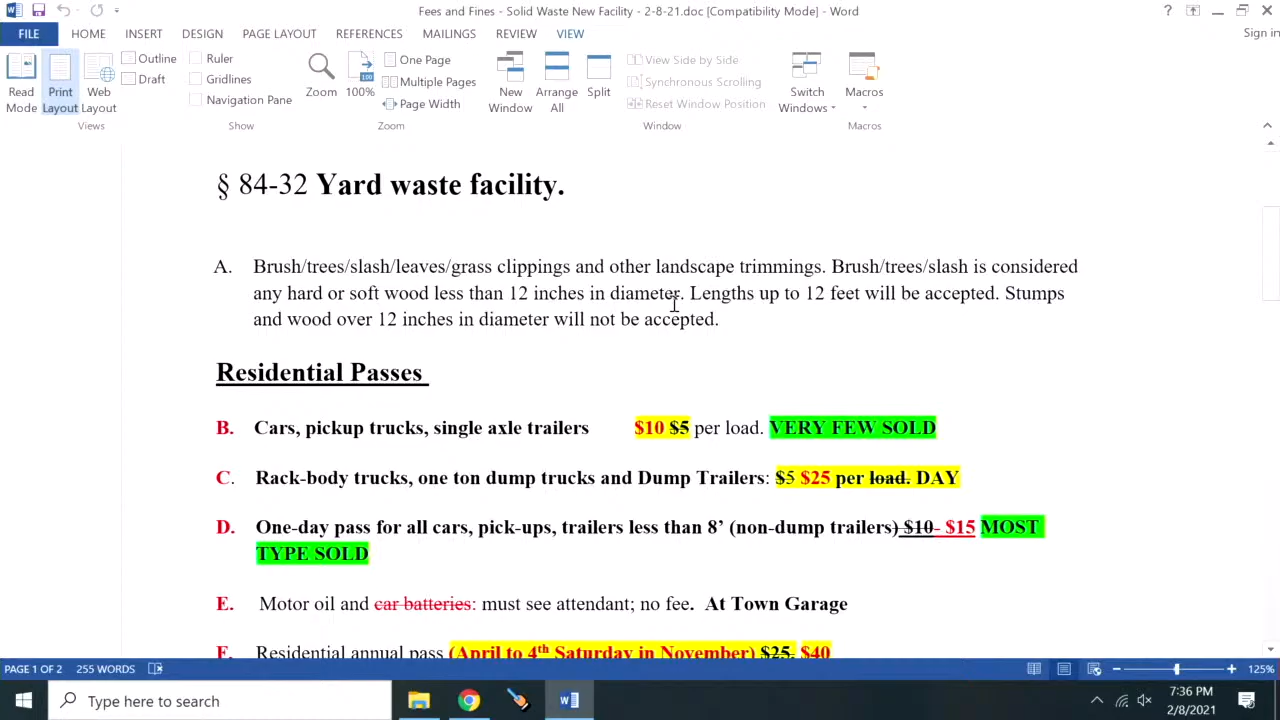 Fees and Fines - Solid Waste New Facility - 2-8-21.doc [Compatibility Mode] - Word
FILE HOME INSERT DESIGN PAGE LAYOUT REFERENCES MAILINGS REVIEW VIEW Sign in
Read Mode
Print Layout
Web Layout
Outline
Draft
Views
Ruler
Gridlines
Navigation Pane
Show
Zoom
100%
One Page
Multiple Pages
Page Width
Zoom
New Window
Arrange All
Split
View Side by Side
Synchronous Scrolling
Reset Window Position
Window
Switch Windows
Macros
Macros
§ 84-32 Yard waste facility.
A. Brush/trees/slash/leaves/grass clippings and other landscape trimmings. Brush/trees/slash is considered
any hard or soft wood less than 12 inches in diameter. Lengths up to 12 feet will be accepted. Stumps
and wood over 12 inches in diameter will not be accepted.
Residential Passes
B. Cars, pickup trucks, single axle trailers $10 $5 per load. VERY FEW SOLD
C. Rack-body trucks, one ton dump trucks and Dump Trailers: $5 $25 per load. DAY
D. One-day pass for all cars, pick-ups, trailers less than 8’ (non-dump trailers) $10- $15 MOST
TYPE SOLD
E. Motor oil and car batteries: must see attendant; no fee. At Town Garage
F. Residential annual pass (April to 4th Saturday in November) $25. $40
PAGE 1 OF 2 255 WORDS 125%
Type here to search
7:36 PM
2/8/2021